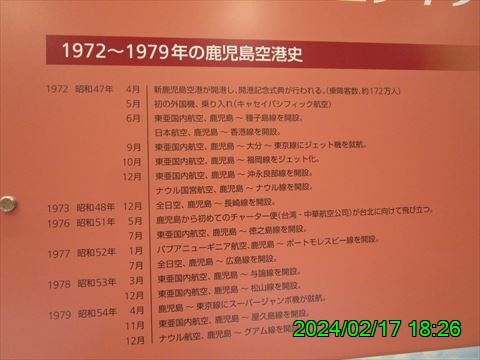 1972～1979年の鹿児島空港史
1972 昭和47年 4月 新鹿児島空港が開港し、開港記念式典が行われる。(乗降客数、約172万人)
5月 初の外国機、乗り入れ(キャセイパシフィック航空)
6月 東亜国内航空、鹿児島 ～ 種子島線を開設。
日本航空、鹿児島 ～ 香港線を開設。
9月 東亜国内航空、鹿児島 ～ 大分 ～ 東京線にジェット機を就航。
10月 東亜国内航空、鹿児島 ～ 福岡線をジェット化。
12月 東亜国内航空、鹿児島 ～ 沖永良部線を開設。
ナウル国営航空、鹿児島 ～ ナウル線を開設。
1973 昭和48年 12月 全日空、鹿児島 ～ 長崎線を開設。
1976 昭和51年 5月 鹿児島から初めてのチャーター便(台湾・中華航空公司)が台北に向けて飛び立つ。
7月 東亜国内航空、鹿児島 ～ 徳之島線を開設。
1977 昭和52年 1月 パプアニューギニア航空、鹿児島 ～ ポートモレスビー線を開設。
7月 全日空、鹿児島 ～ 広島線を開設。
1978 昭和53年 3月 東亜国内航空、鹿児島 ～ 与論線を開設。
12月 東亜国内航空、鹿児島 ～ 松山線を開設。
1979 昭和54年 4月 鹿児島 ～ 東京線にスーパージャンボ機が就航。
11月 東亜国内航空、鹿児島 ～ 屋久島線を開設。
12月 ナウル航空、鹿児島 ～ グアム線を開
2024/02/17 18:26